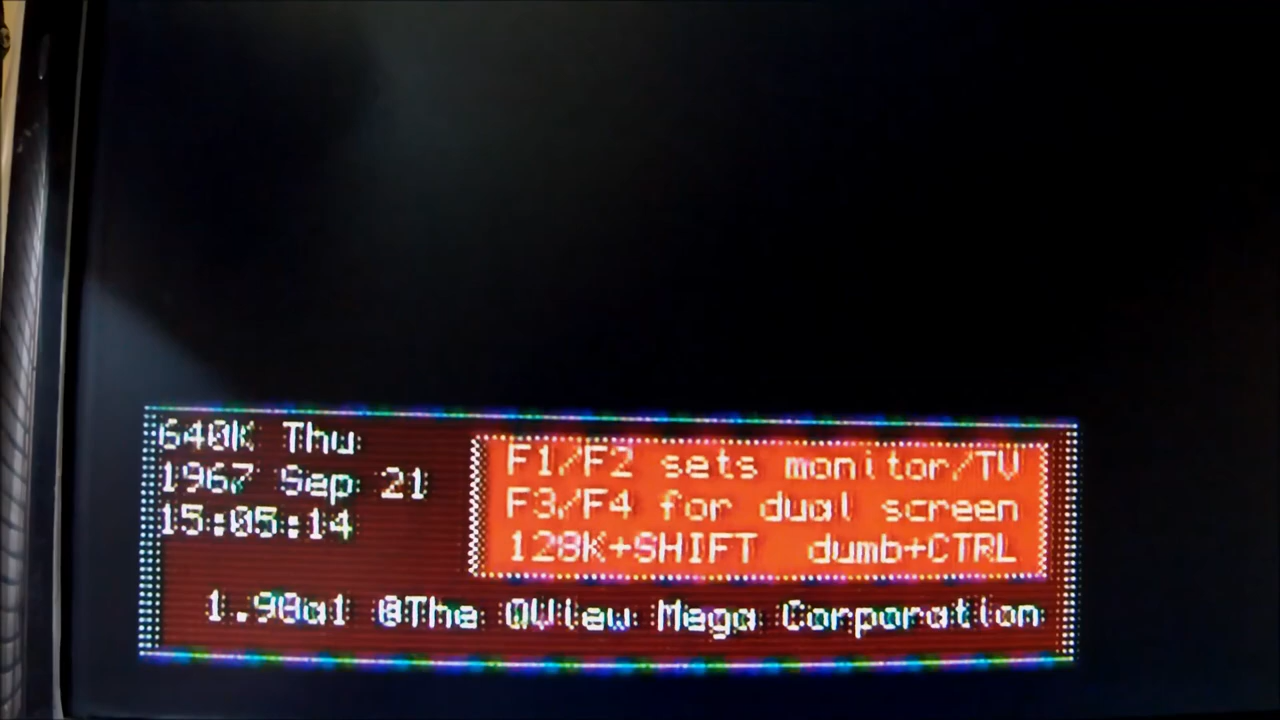 640K Thu
1967 Sep 21
15:05:14
F1/F2 sets monitor/TV
F3/F4 for dual screen
128K+SHIFT dumb+CTRL
1.98a1 @The QView Mega Corporation